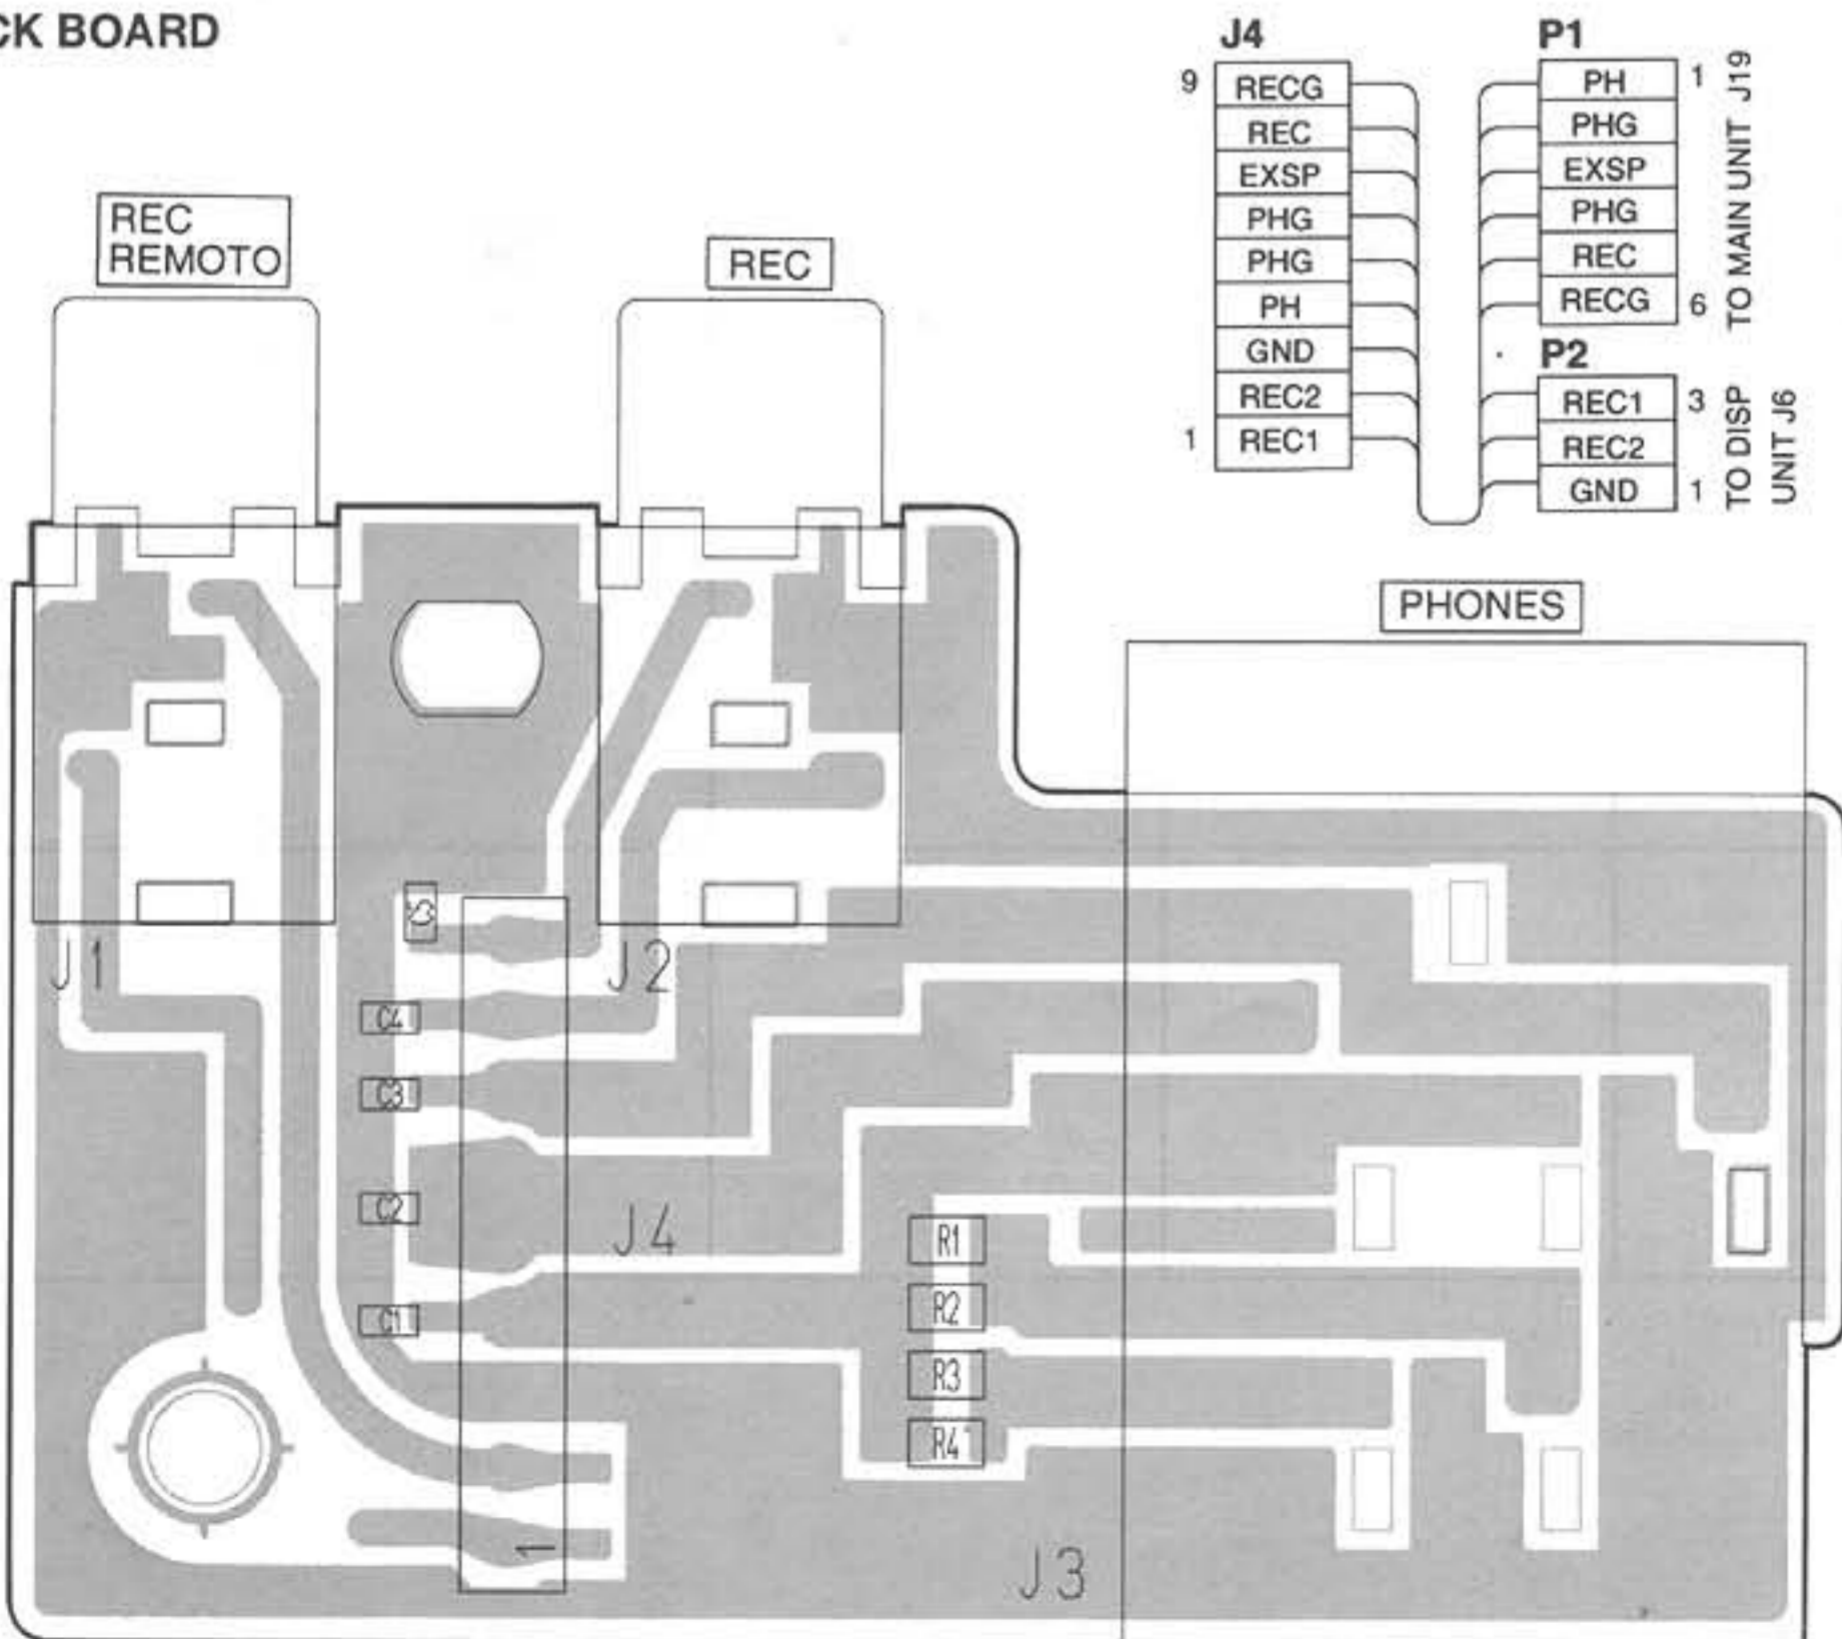 CK BOARD
J4
9 RECG
REC
EXSP
PHG
PHG
PH
GND
REC2
1 REC1
P1
PH 1
PHG
EXSP
PHG
REC
RECG 6
TO MAIN UNIT J19
P2
REC1 3
REC2
GND 1
TO DISP
UNIT J6
REC
REMOTO
REC
PHONES
J1
J2
C4
C3
C2
C1
J4
R1
R2
R3
R4
1
J3